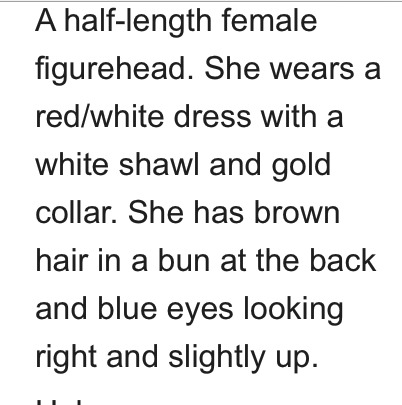 A half-length female
figurehead. She wears a
red/white dress with a
white shawl and gold
collar. She has brown
hair in a bun at the back
and blue eyes looking
right and slightly up.